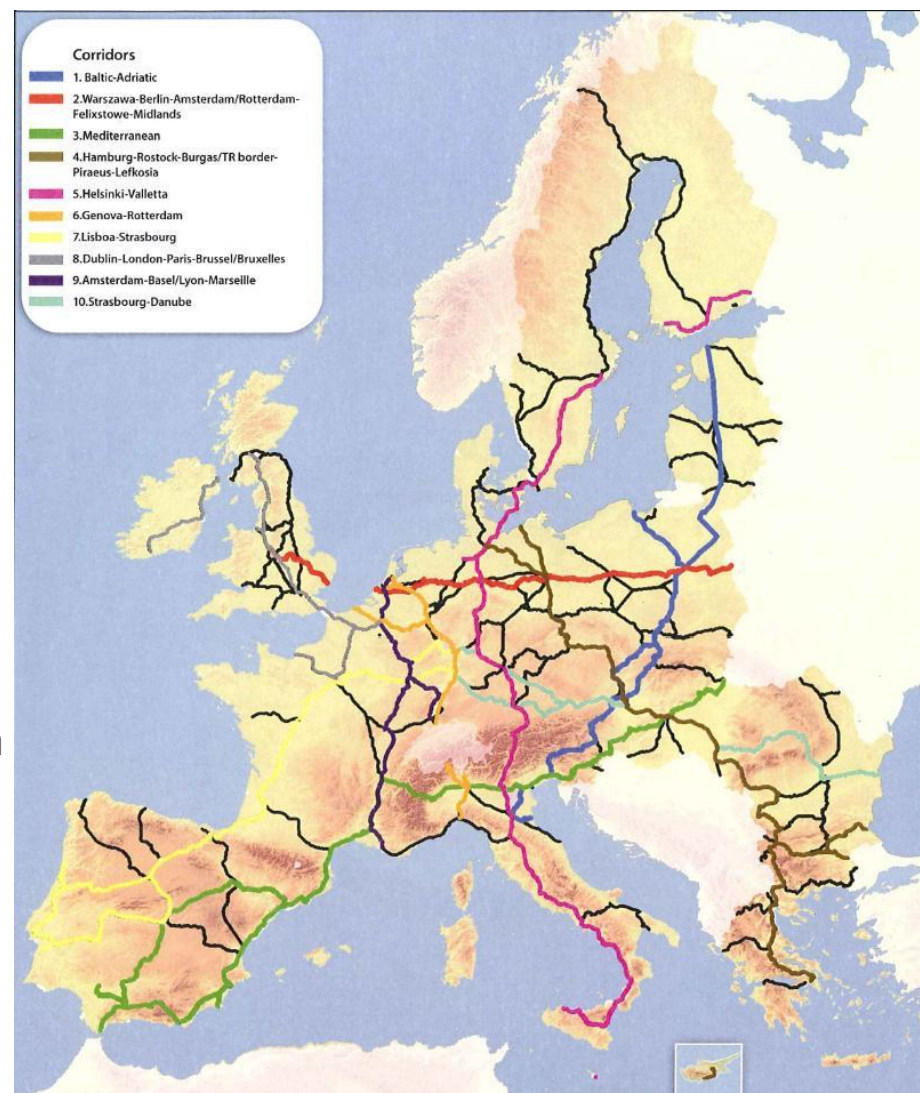 Corridors
1. Baltic-Adriatic
2.Warszawa-Berlin-Amsterdam/Rotterdam-
Felixstowe-Midlands
3.Mediterranean
4.Hamburg-Rostock-Burgas/TR border-
Piraeus-Lefkosia
5.Helsinki-Valletta
6.Genova-Rotterdam
7.Lisboa-Strasbourg
8.Dublin-London-Paris-Brussel/Bruxelles
9.Amsterdam-Basel/Lyon-Marseille
10.Strasbourg-Danube